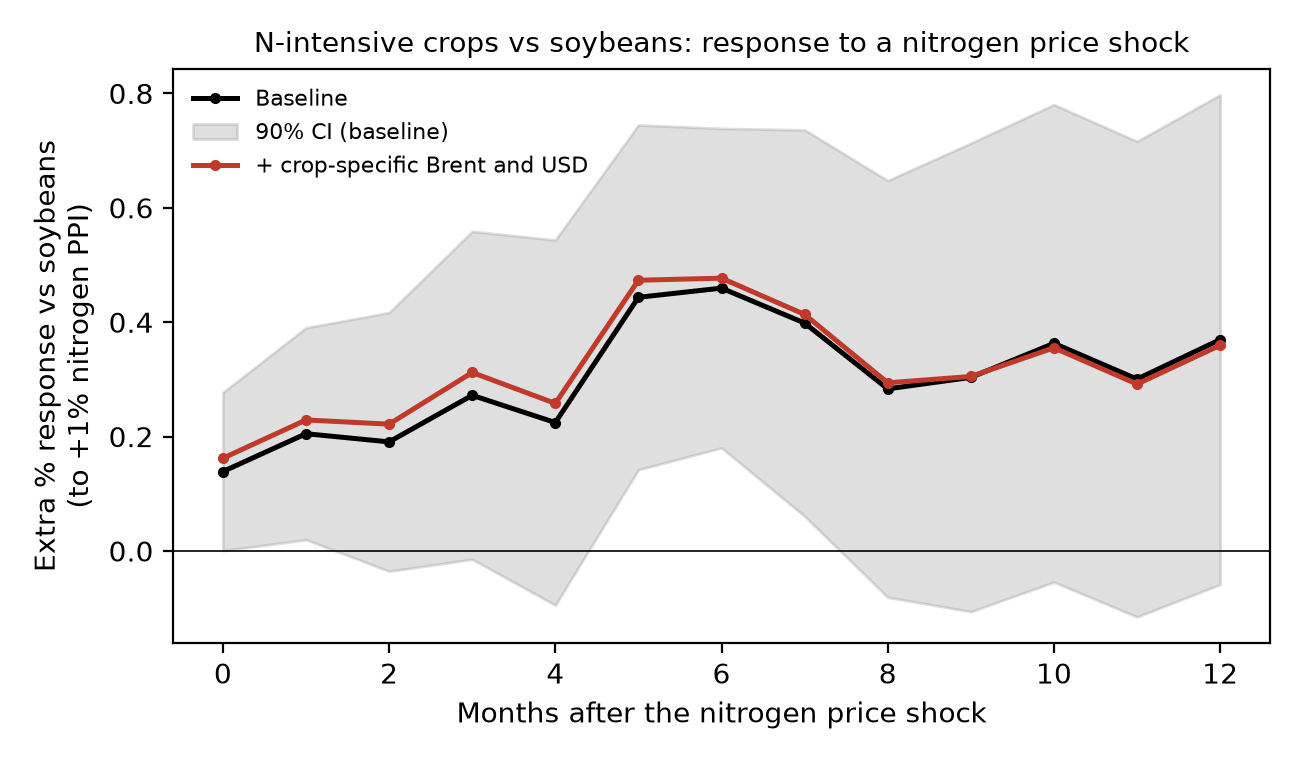 N-intensive crops vs soybeans: response to a nitrogen price shock
Baseline
90% CI (baseline)
+ crop-specific Brent and USD
Extra % response vs soybeans
(to +1% nitrogen PPI)
0.8
0.6
0.4
0.2
0.0
0 2 4 6 8 10 12
Months after the nitrogen price shock